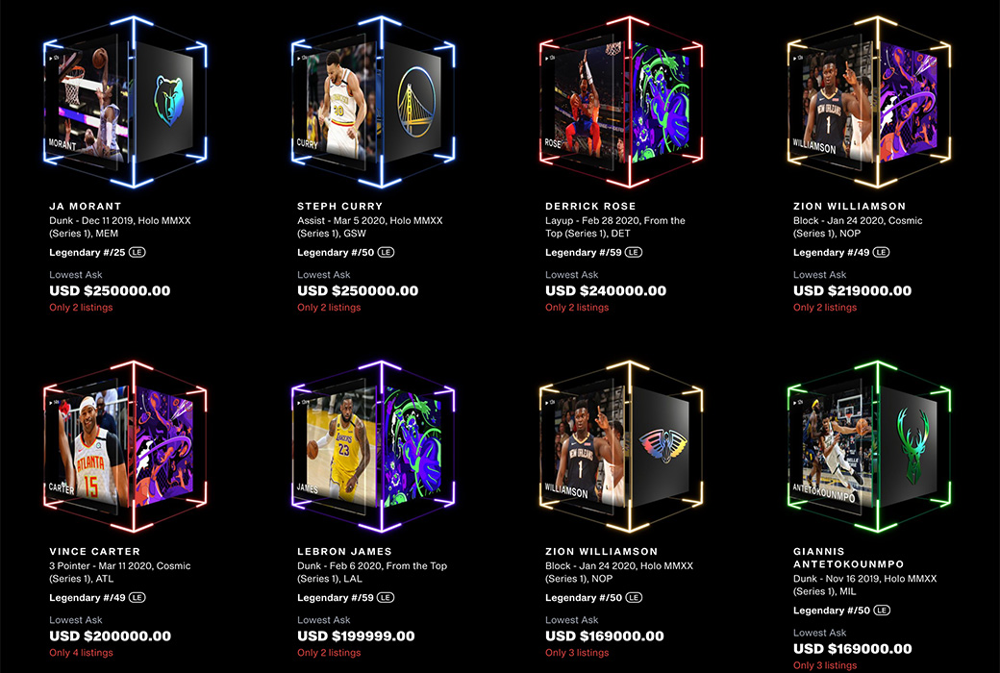 MORANT
CURRY
30
ROSE
NEW ORLEANS
1
WILLIAMSON
JA MORANT
Dunk - Dec 11 2019, Holo MMXX
(Series 1), MEM
Legendary #/25 LE
Lowest Ask
USD $250000.00
Only 2 listings
STEPH CURRY
Assist - Mar 5 2020, Holo MMXX
(Series 1), GSW
Legendary #/50 LE
Lowest Ask
USD $250000.00
Only 2 listings
DERRICK ROSE
Layup - Feb 28 2020, From the
Top (Series 1), DET
Legendary #/59 LE
Lowest Ask
USD $240000.00
Only 2 listings
ZION WILLIAMSON
Block - Jan 24 2020, Cosmic
(Series 1), NOP
Legendary #/49 LE
Lowest Ask
USD $219000.00
Only 2 listings
ATLANTA
15
CARTER
LAKERS
23
JAMES
NEW ORLEANS
1
WILLIAMSON
ANTETOKOUNMPO
VINCE CARTER
3 Pointer - Mar 11 2020, Cosmic
(Series 1), ATL
Legendary #/49 LE
Lowest Ask
USD $200000.00
Only 4 listings
LEBRON JAMES
Dunk - Feb 6 2020, From the Top
(Series 1), LAL
Legendary #/59 LE
Lowest Ask
USD $199999.00
Only 2 listings
ZION WILLIAMSON
Block - Jan 24 2020, Holo MMXX
(Series 1), NOP
Legendary #/50 LE
Lowest Ask
USD $169000.00
Only 3 listings
GIANNIS
ANTETOKOUNMPO
Dunk - Nov 16 2019, Holo MMXX
(Series 1), MIL
Legendary #/50 LE
Lowest Ask
USD $169000.00
Only 3 listings